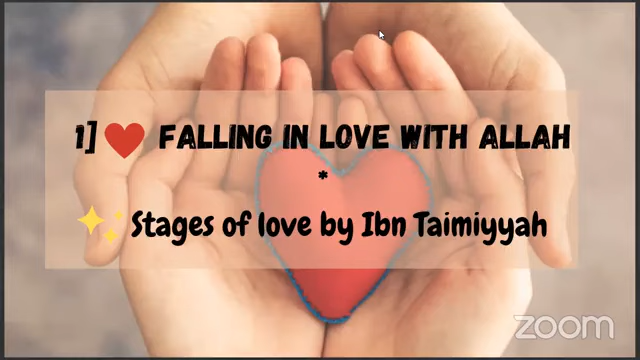 1] ❤️ FALLING IN LOVE WITH ALLAH
*
✨ Stages of love by Ibn Taimiyyah
zoom